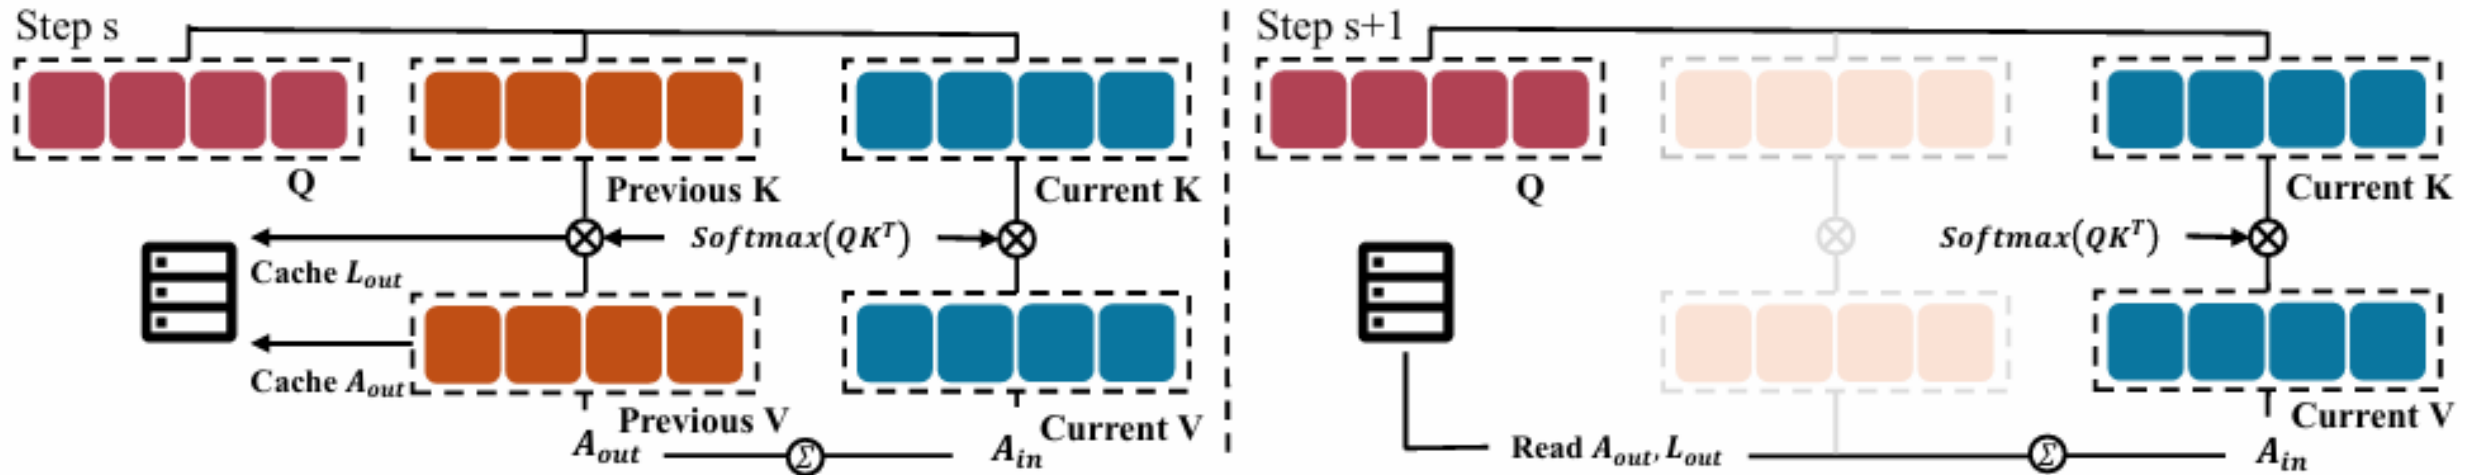 Step s
Q
Previous K
Current K
Softmax(QK^T)
Cache L_out
Cache A_out
Previous V
Current V
A_out
Σ
A_in
Step s+1
Q
Current K
Softmax(QK^T)
Current V
Read A_out, L_out
Σ
A_in